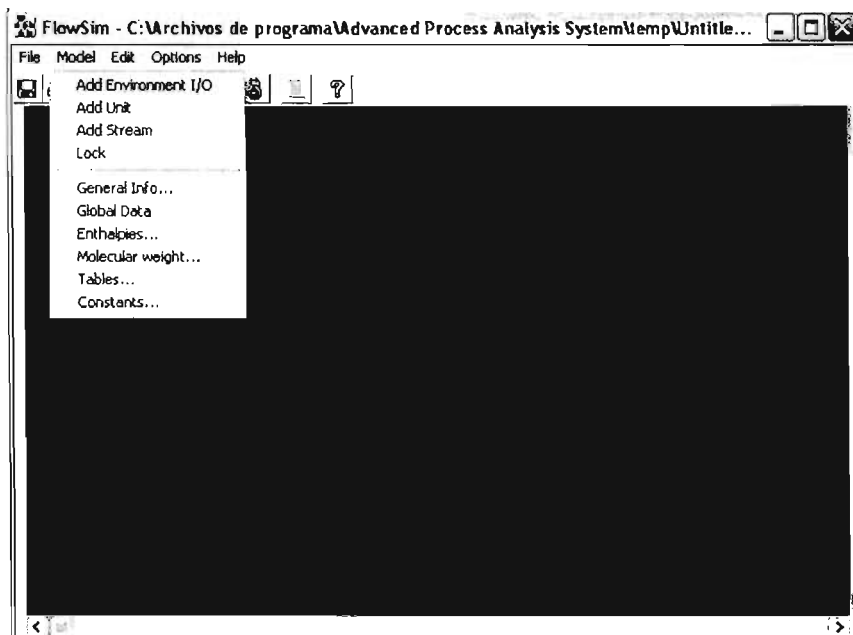 FlowSim - C:\Archivos de programa\Advanced Process Analysis System\temp\Untitle...
File Model Edit Options Help
Add Environment I/O
Add Unit
Add Stream
Lock
General Info...
Global Data
Enthalpies...
Molecular weight...
Tables...
Constants...